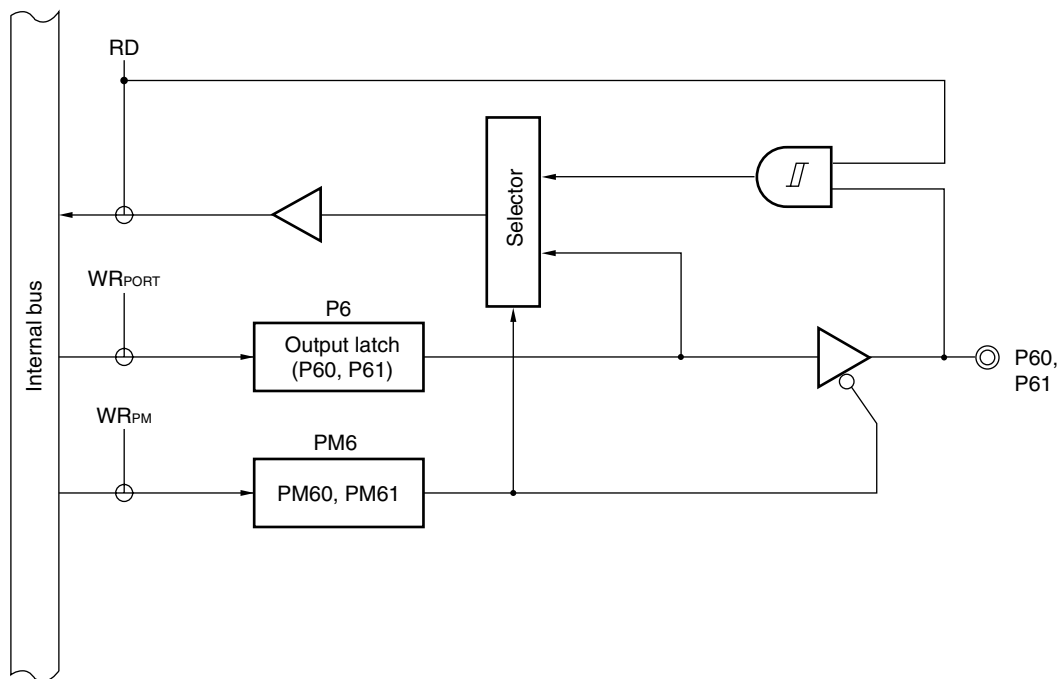 RD
Selector
WRPORT
P6
Output latch
(P60, P61)
Internal bus
P60,
P61
WRPM
PM6
PM60, PM61